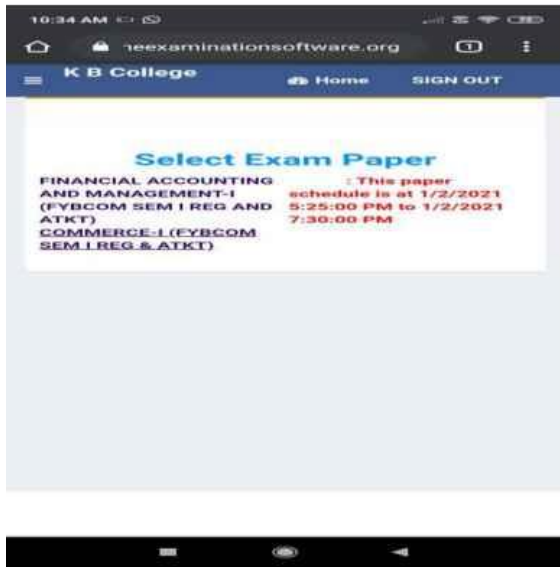 10:34 AM
neexaminationsoftware.org 1
K B College Home SIGN OUT
Select Exam Paper
FINANCIAL ACCOUNTING
AND MANAGEMENT-I
(FYBCOM SEM I REG AND
ATKT)
: This paper
schedule is at 1/2/2021
5:25:00 PM to 1/2/2021
7:30:00 PM
COMMERCE-I (FYBCOM
SEM I REG & ATKT)